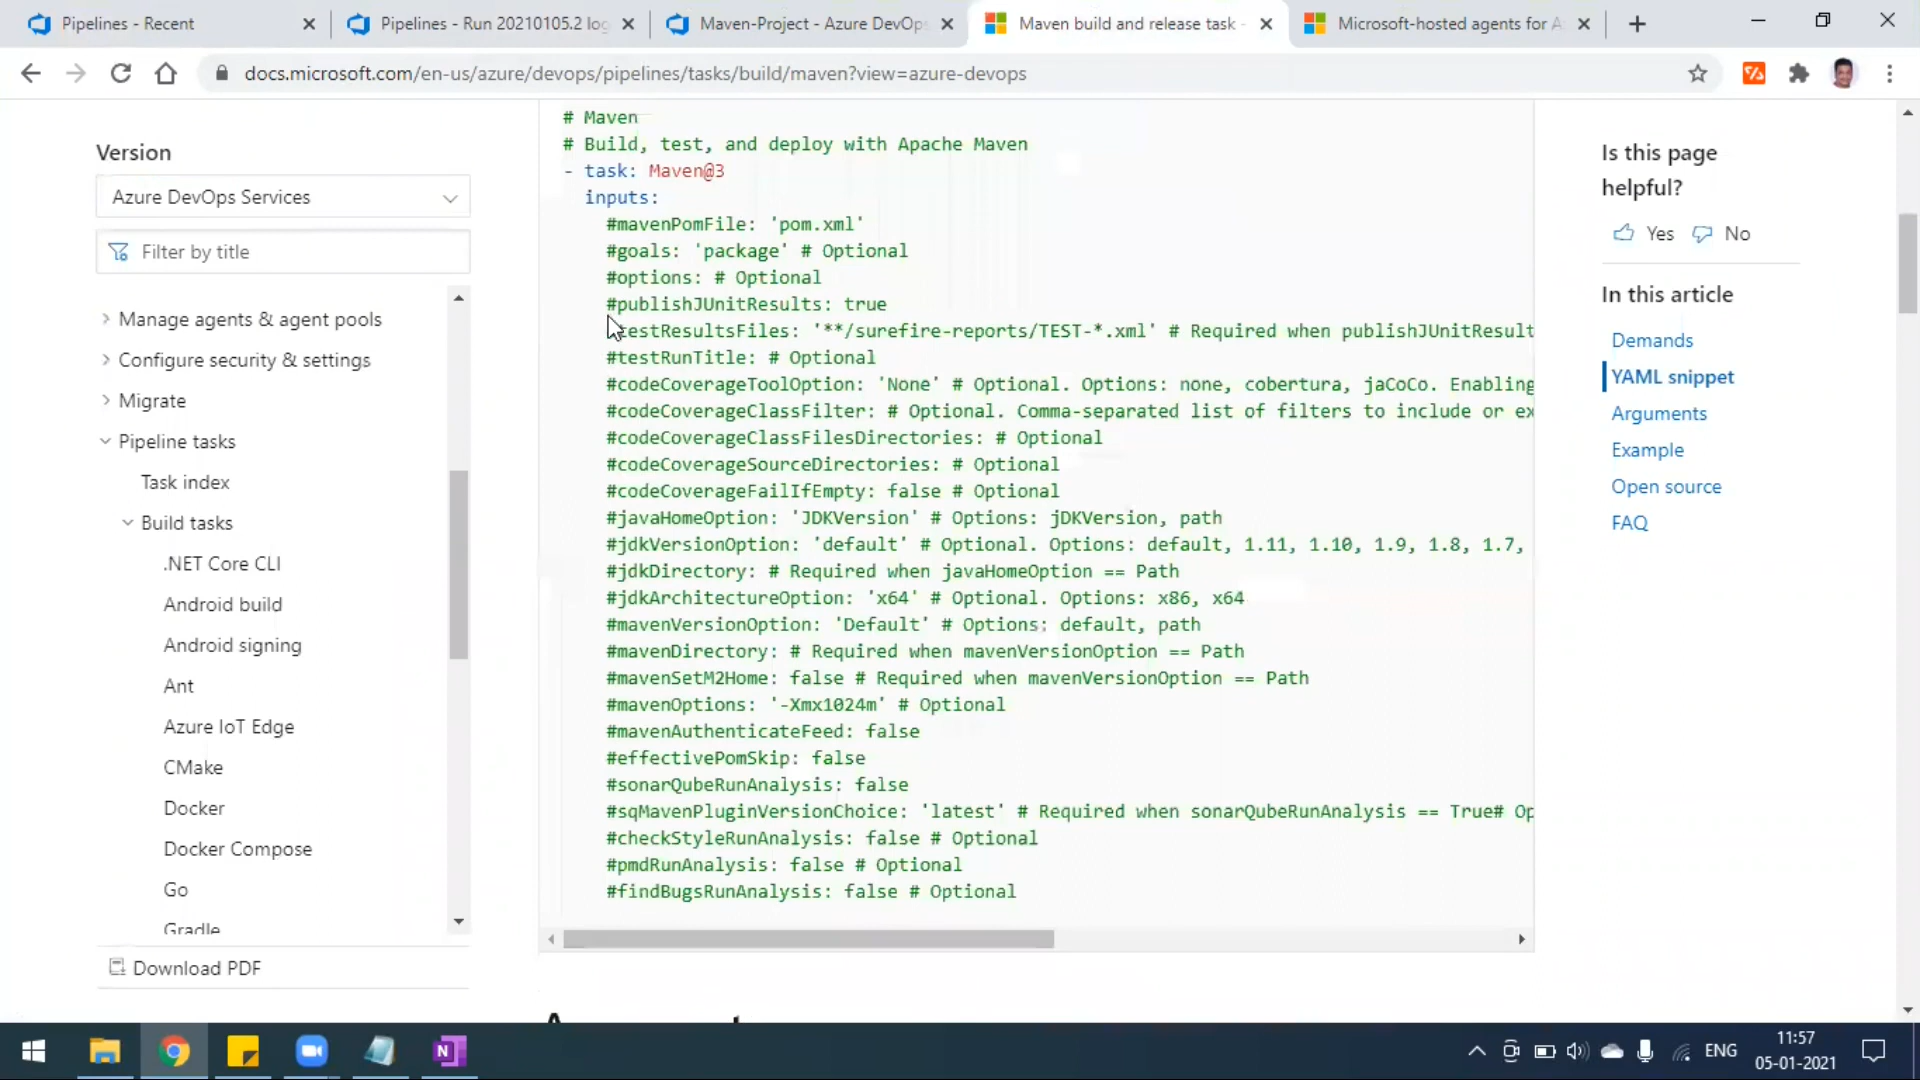 Pipelines - Recent
Pipelines - Run 20210105.2 log
Maven-Project - Azure DevOps
Maven build and release task -
Microsoft-hosted agents for A
docs.microsoft.com/en-us/azure/devops/pipelines/tasks/build/maven?view=azure-devops
Version
Azure DevOps Services
Filter by title
Manage agents & agent pools
Configure security & settings
Migrate
Pipeline tasks
Task index
Build tasks
.NET Core CLI
Android build
Android signing
Ant
Azure IoT Edge
CMake
Docker
Docker Compose
Go
Gradle
Download PDF
# Maven
# Build, test, and deploy with Apache Maven
- task: Maven@3
inputs:
#mavenPomFile: 'pom.xml'
#goals: 'package' # Optional
#options: # Optional
#publishJUnitResults: true
testResultsFiles: '**/surefire-reports/TEST-*.xml' # Required when publishJUnitResult
#testRunTitle: # Optional
#codeCoverageToolOption: 'None' # Optional. Options: none, cobertura, jaCoCo. Enabling
#codeCoverageClassFilter: # Optional. Comma-separated list of filters to include or ex
#codeCoverageClassFilesDirectories: # Optional
#codeCoverageSourceDirectories: # Optional
#codeCoverageFailIfEmpty: false # Optional
#javaHomeOption: 'JDKVersion' # Options: jDKVersion, path
#jdkVersionOption: 'default' # Optional. Options: default, 1.11, 1.10, 1.9, 1.8, 1.7,
#jdkDirectory: # Required when javaHomeOption == Path
#jdkArchitectureOption: 'x64' # Optional. Options: x86, x64
#mavenVersionOption: 'Default' # Options: default, path
#mavenDirectory: # Required when mavenVersionOption == Path
#mavenSetM2Home: false # Required when mavenVersionOption == Path
#mavenOptions: '-Xmx1024m' # Optional
#mavenAuthenticateFeed: false
#effectivePomSkip: false
#sonarQubeRunAnalysis: false
#sqMavenPluginVersionChoice: 'latest' # Required when sonarQubeRunAnalysis == True# Op
#checkStyleRunAnalysis: false # Optional
#pmdRunAnalysis: false # Optional
#findBugsRunAnalysis: false # Optional
Is this page
helpful?
Yes No
In this article
Demands
YAML snippet
Arguments
Example
Open source
FAQ
ENG
11:57
05-01-2021